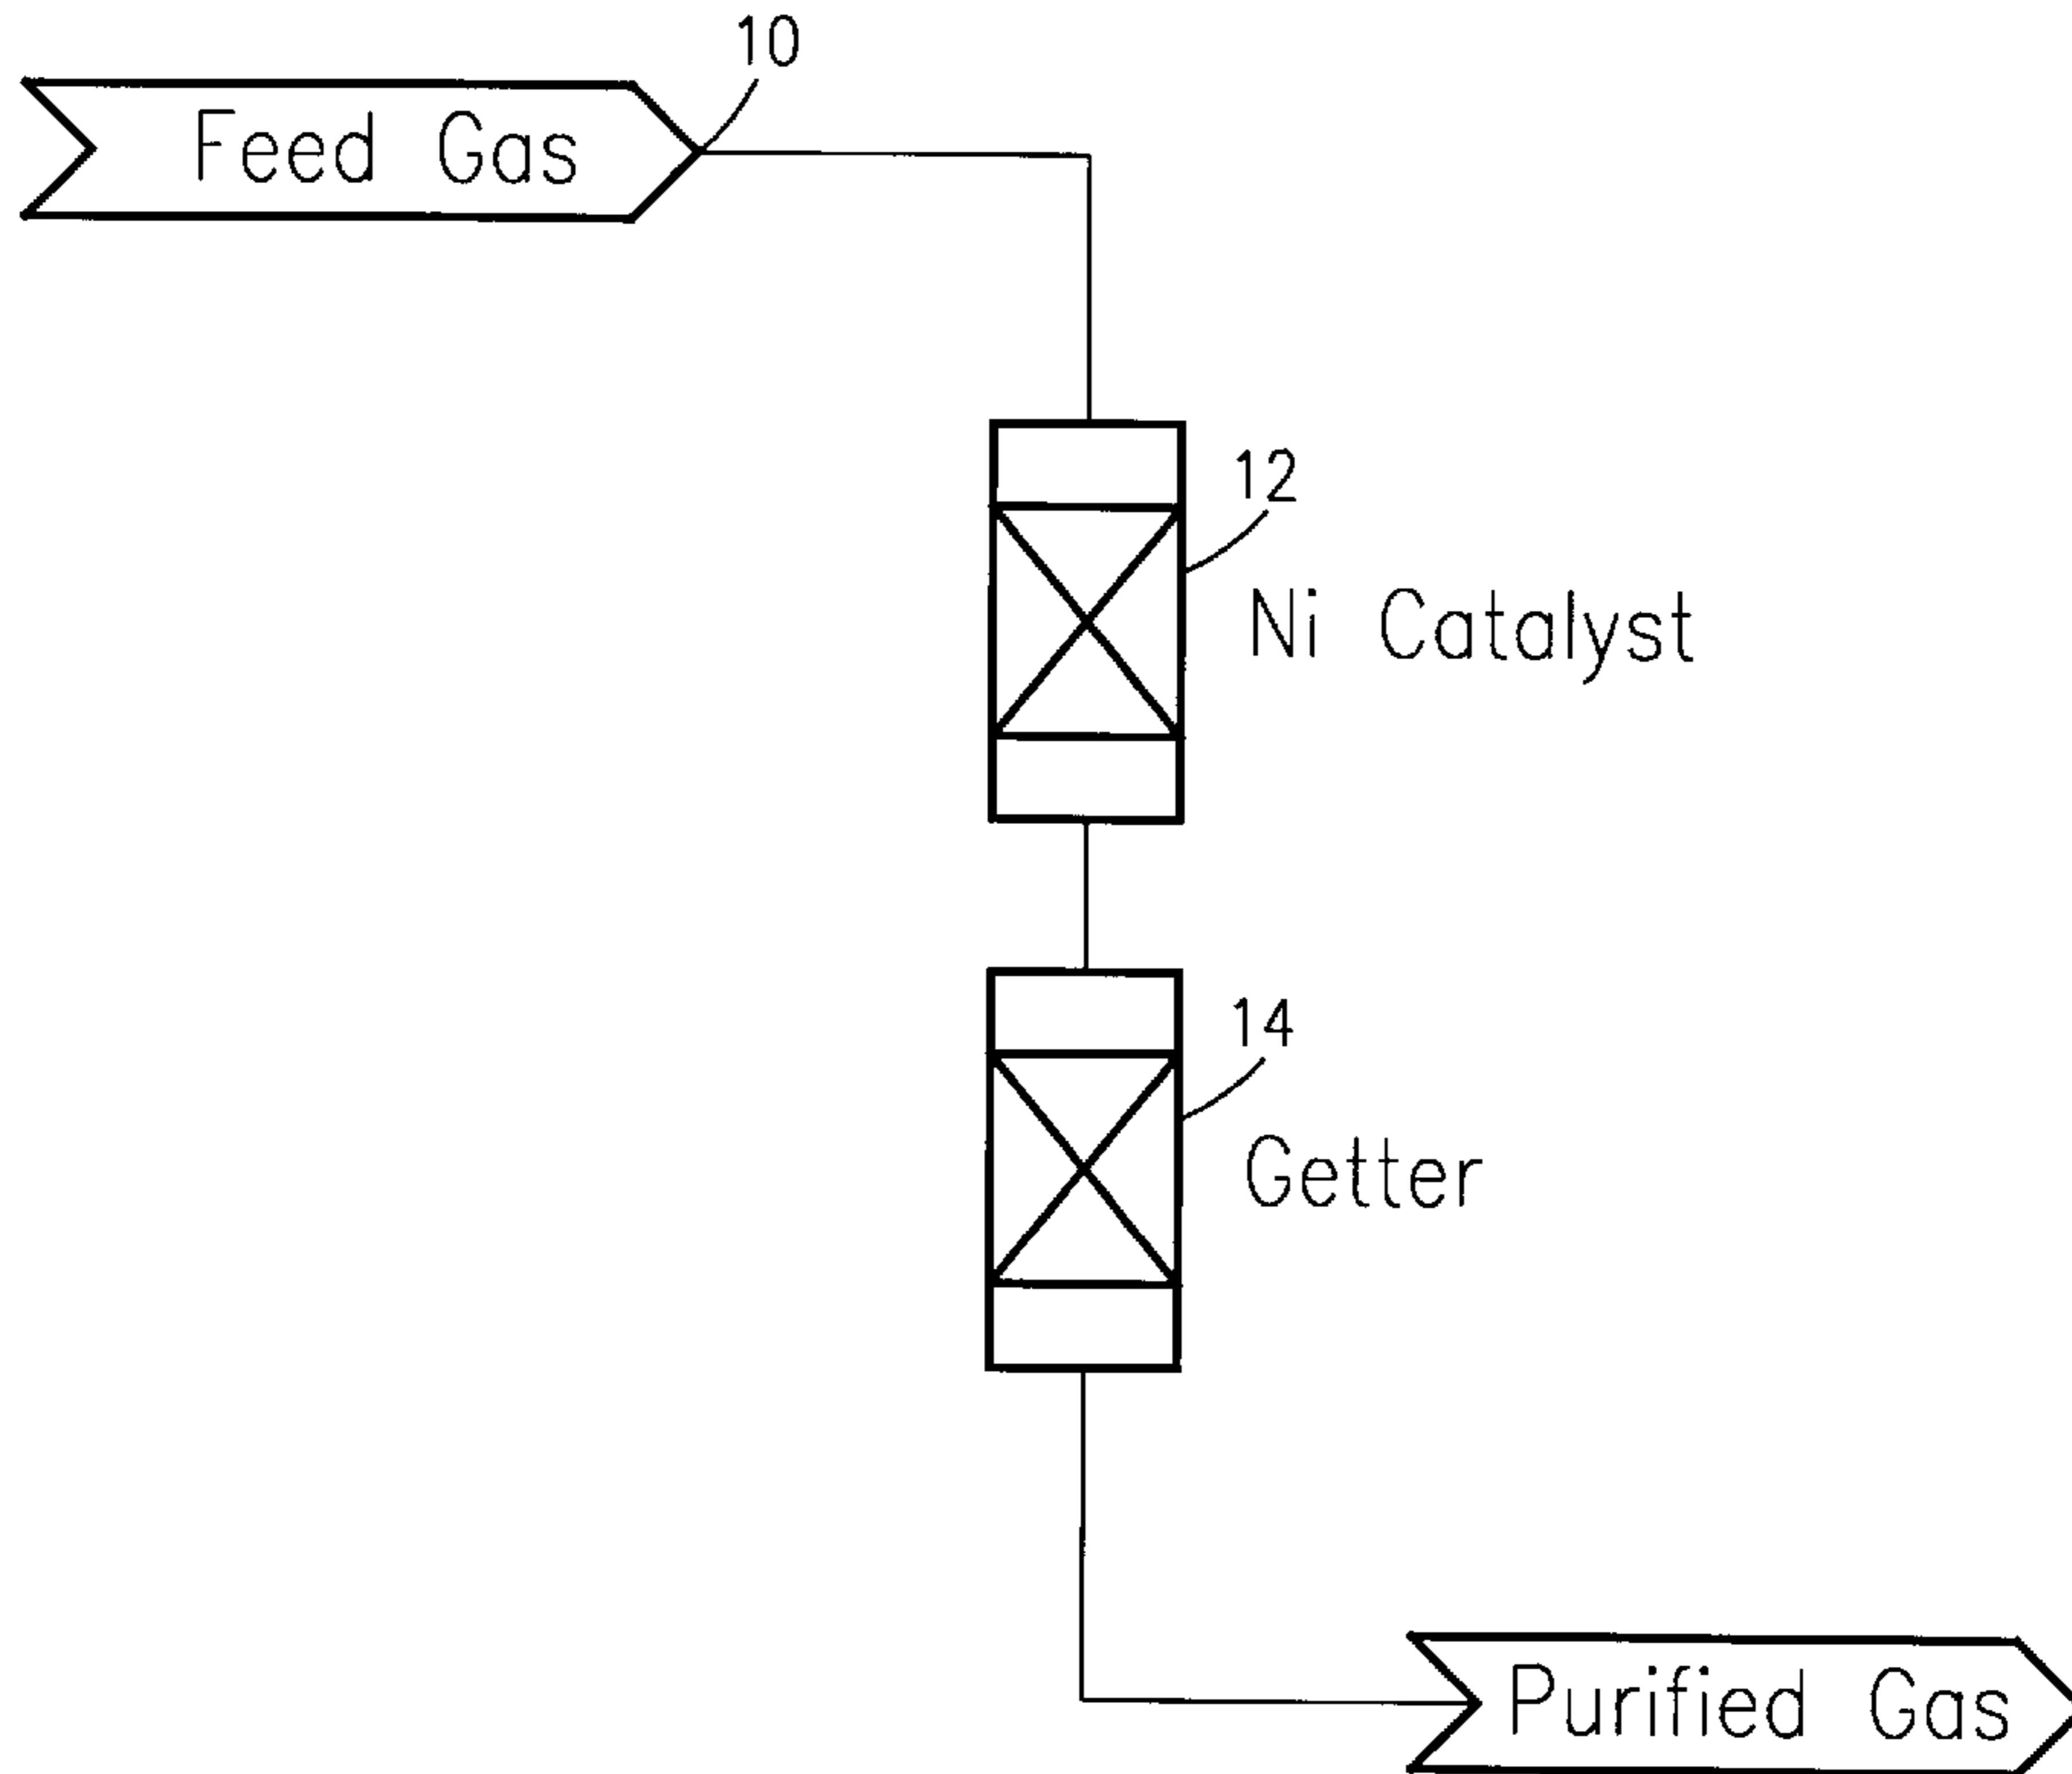 10
Feed Gas
12
Ni Catalyst
14
Getter
Purified Gas